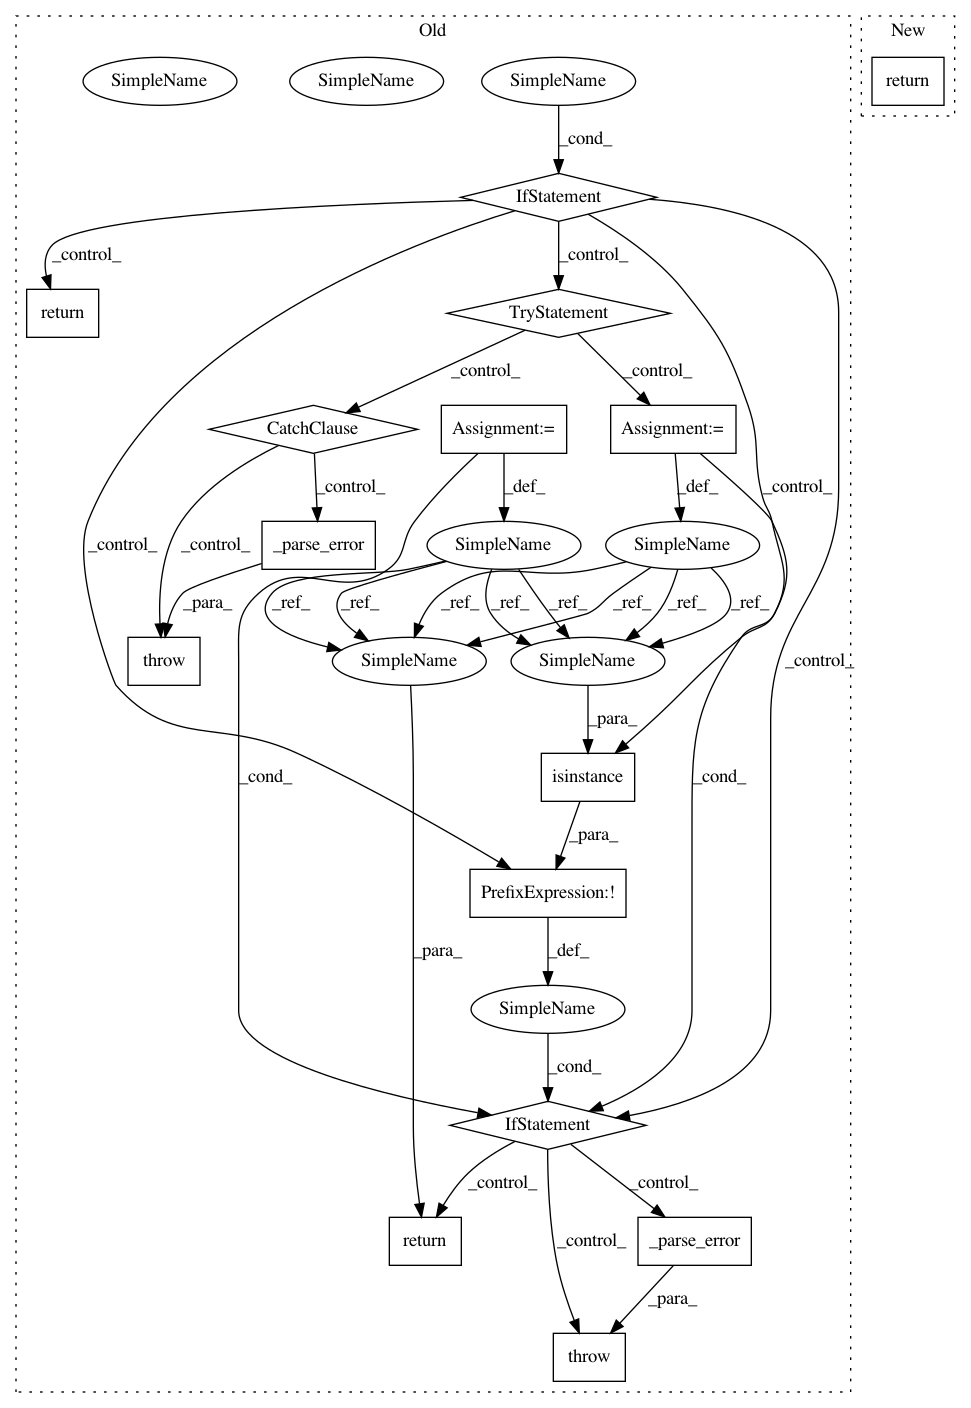 Old
New
SimpleName
SimpleName
SimpleName
return
_cond_
IfStatement
_control_
_control_
return
TryStatement
_control_
_control_
CatchClause
Assignment:=
Assignment:=
_control_
_def_
_def_
_control_
_control_
_control_
_parse_error
SimpleName
SimpleName
_para_
_ref_
_ref_
_ref_
_ref_
_ref_
_ref_
_ref_
_ref_
throw
SimpleName
SimpleName
_control_
_para_
_cond_
isinstance
_cond_
_para_
PrefixExpression:!
_para_
_def_
SimpleName
_cond_
IfStatement
_control_
_control_
_control_
return
_parse_error
_para_
throw